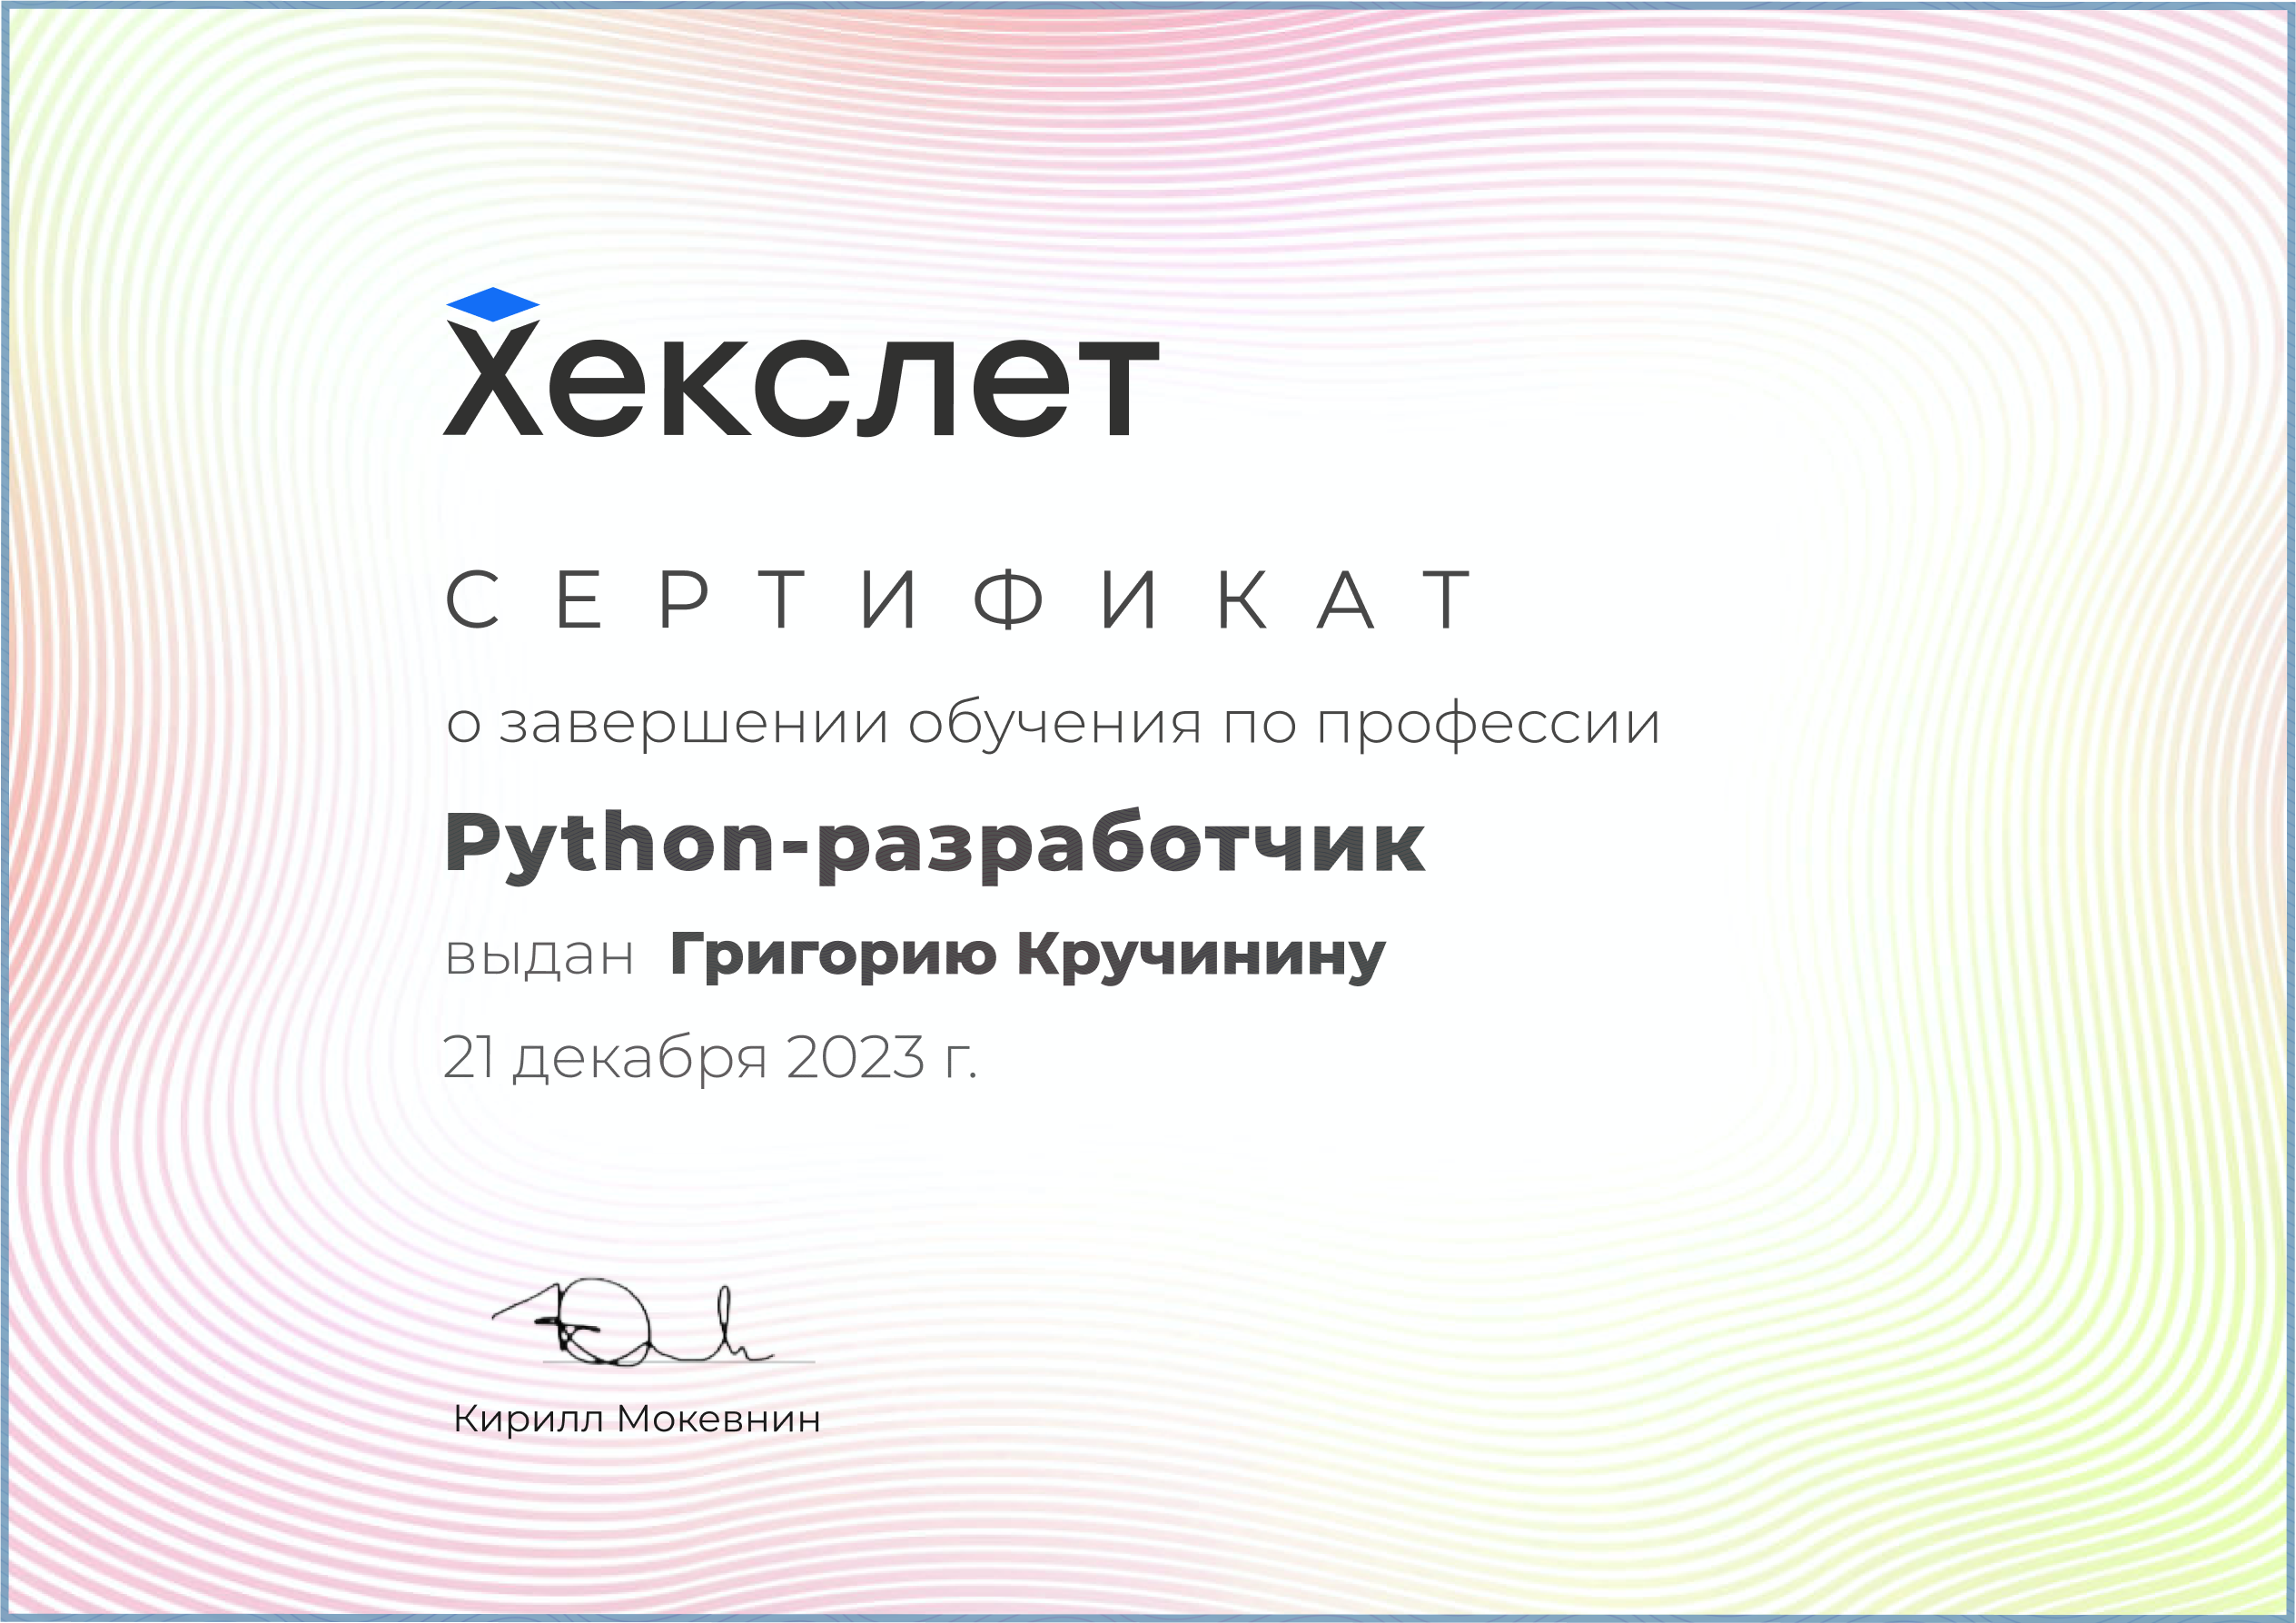 Хекслет
СЕРТИФИКАТ
о завершении обучения по профессии
Python-разработчик
выдан Григорию Кручинину
21 декабря 2023 г.
Кирилл Мокевнин